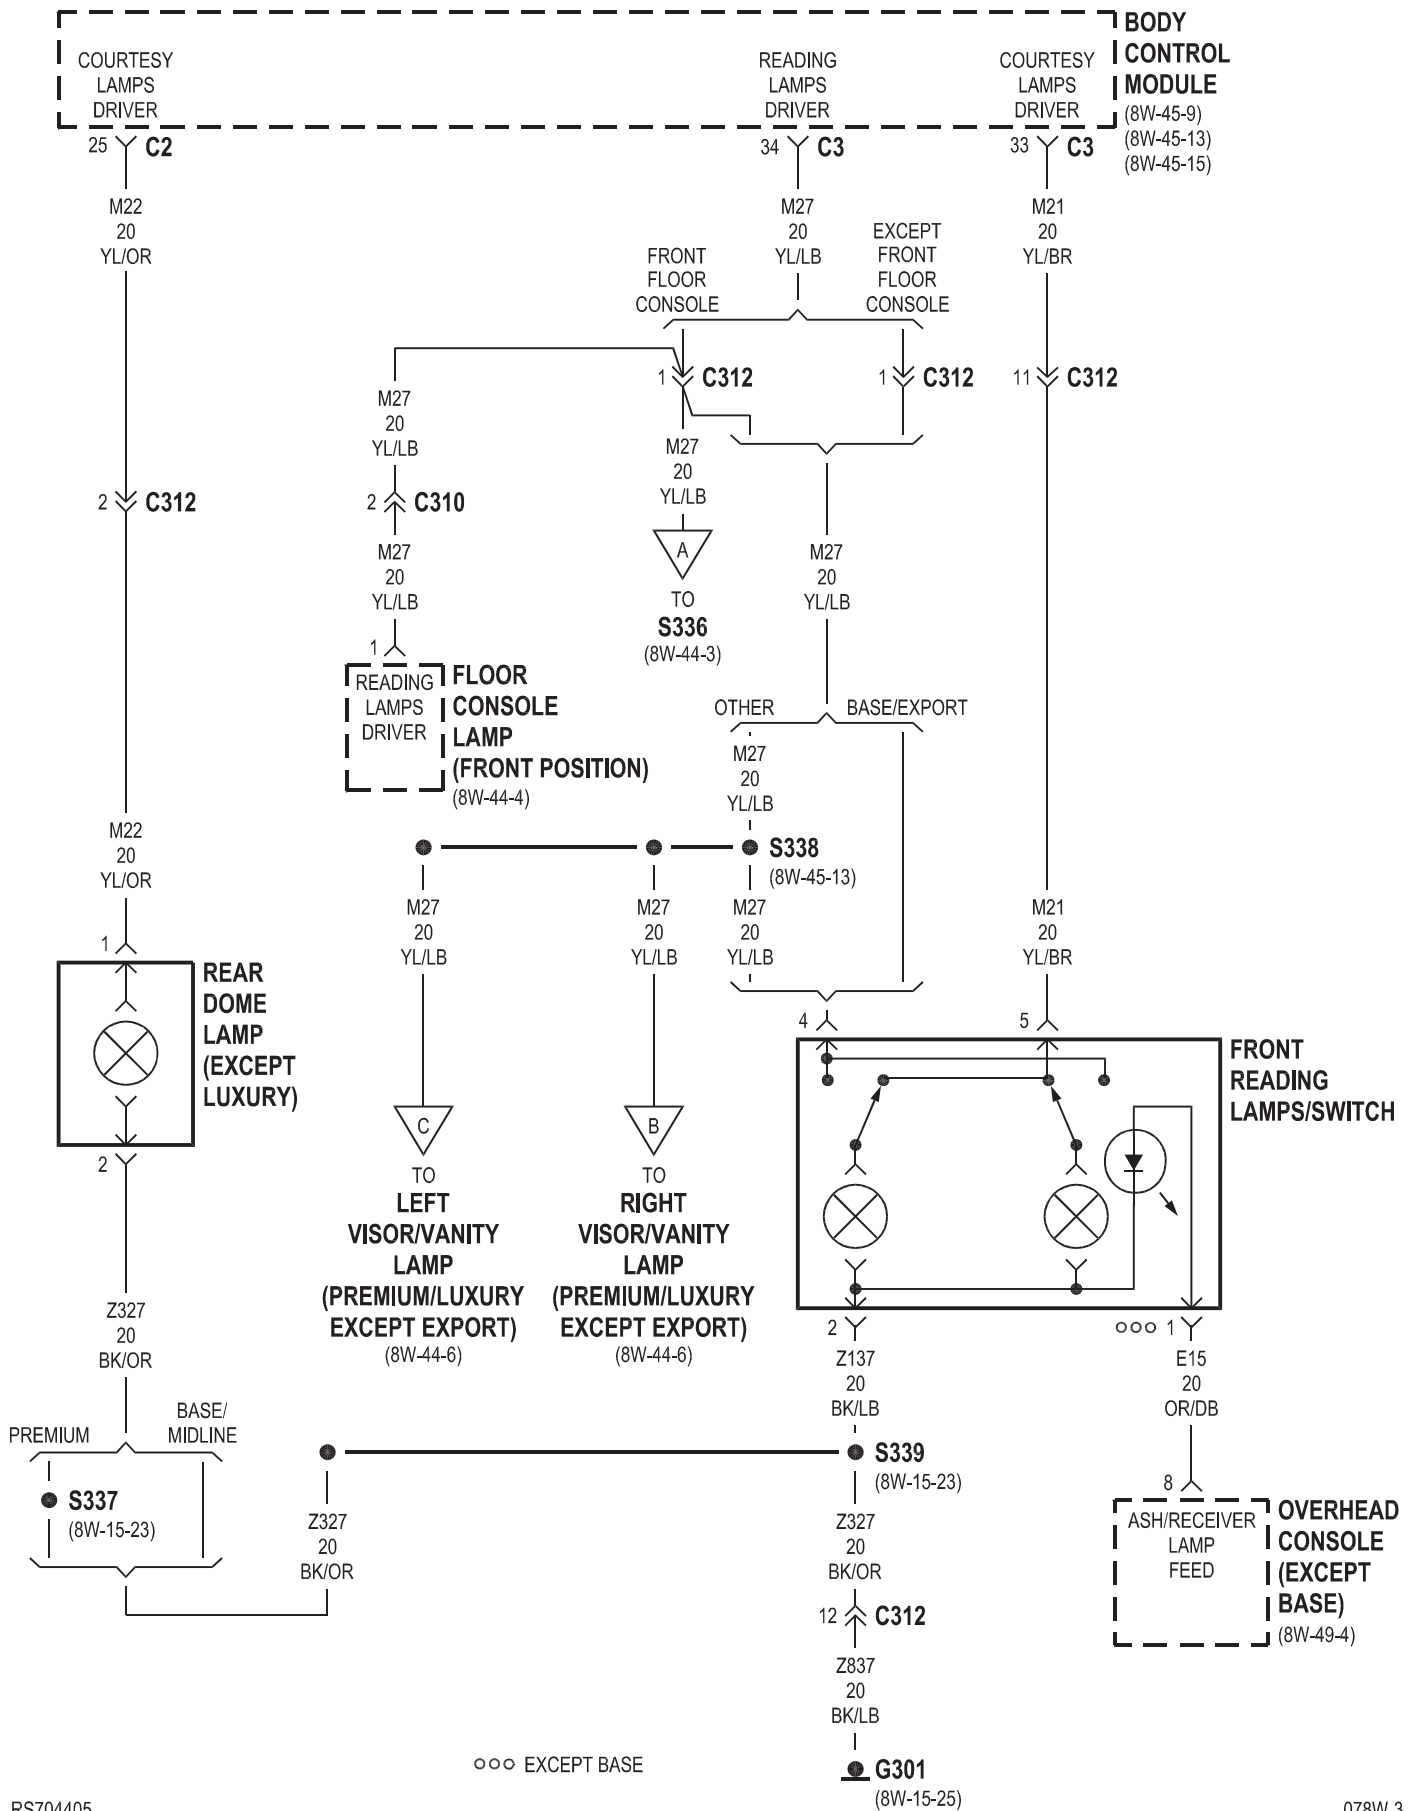 BODY
CONTROL
MODULE
(8W-45-9)
(8W-45-13)
(8W-45-15)
COURTESY
LAMPS
DRIVER
READING
LAMPS
DRIVER
COURTESY
LAMPS
DRIVER
25 C2
34 C3
33 C3
M22
20
YL/OR
M27
20
YL/LB
M21
20
YL/BR
FRONT
FLOOR
CONSOLE
EXCEPT
FRONT
FLOOR
CONSOLE
1 C312
1 C312
11 C312
M27
20
YL/LB
M27
20
YL/LB
2 C312
2 C310
M27
20
YL/LB
A
TO
S336
(8W-44-3)
M27
20
YL/LB
1
READING
LAMPS
DRIVER
FLOOR
CONSOLE
LAMP
(FRONT POSITION)
(8W-44-4)
OTHER
BASE/EXPORT
M27
20
YL/LB
S338
(8W-45-13)
M22
20
YL/OR
M27
20
YL/LB
M27
20
YL/LB
M27
20
YL/LB
M21
20
YL/BR
1
REAR
DOME
LAMP
(EXCEPT
LUXURY)
2
4
5
FRONT
READING
LAMPS/SWITCH
C
TO
LEFT
VISOR/VANITY
LAMP
(PREMIUM/LUXURY
EXCEPT EXPORT)
(8W-44-6)
B
TO
RIGHT
VISOR/VANITY
LAMP
(PREMIUM/LUXURY
EXCEPT EXPORT)
(8W-44-6)
2
1
Z327
20
BK/OR
Z137
20
BK/LB
E15
20
OR/DB
PREMIUM
BASE/
MIDLINE
S337
(8W-15-23)
S339
(8W-15-23)
Z327
20
BK/OR
Z327
20
BK/OR
8
ASH/RECEIVER
LAMP
FEED
OVERHEAD
CONSOLE
(EXCEPT
BASE)
(8W-49-4)
12 C312
Z837
20
BK/LB
EXCEPT BASE
G301
(8W-15-25)
RS704405
078W-3